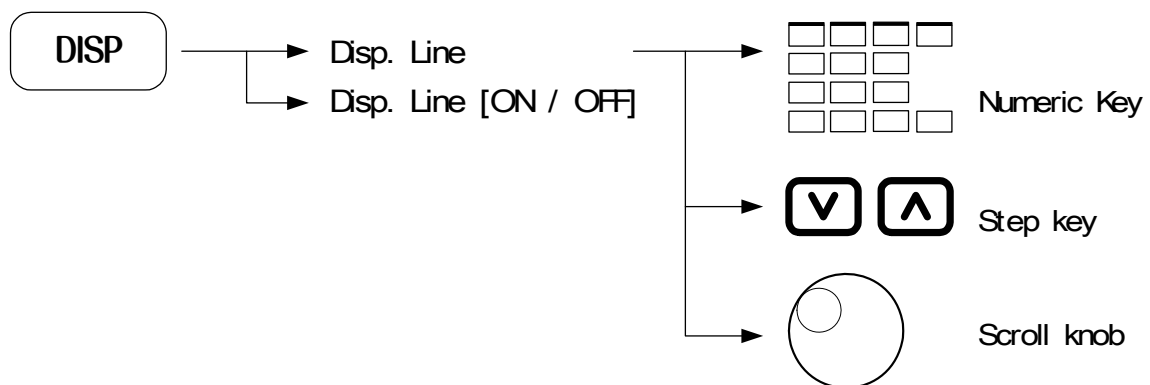 DISP
Disp. Line
Disp. Line [ON / OFF]
Numeric Key
Step key
Scroll knob